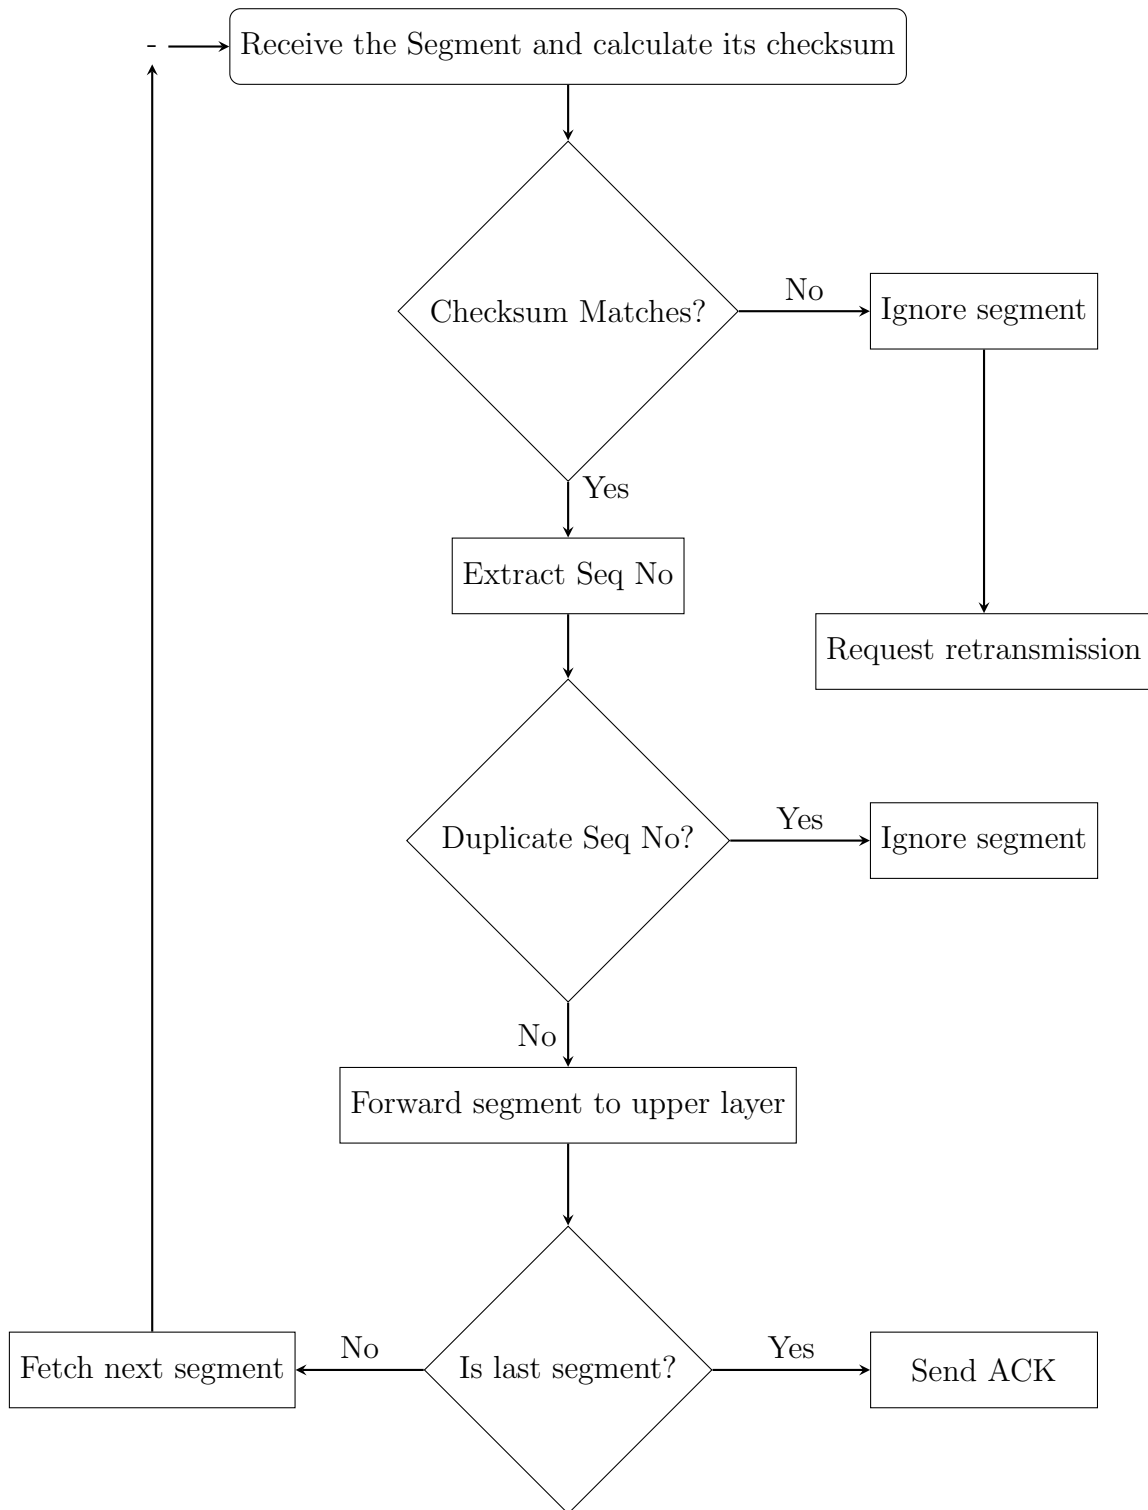 -
Receive the Segment and calculate its checksum
Checksum Matches?
No
Ignore segment
Yes
Extract Seq No
Request retransmission
Duplicate Seq No?
Yes
Ignore segment
No
Forward segment to upper layer
Fetch next segment
No
Is last segment?
Yes
Send ACK